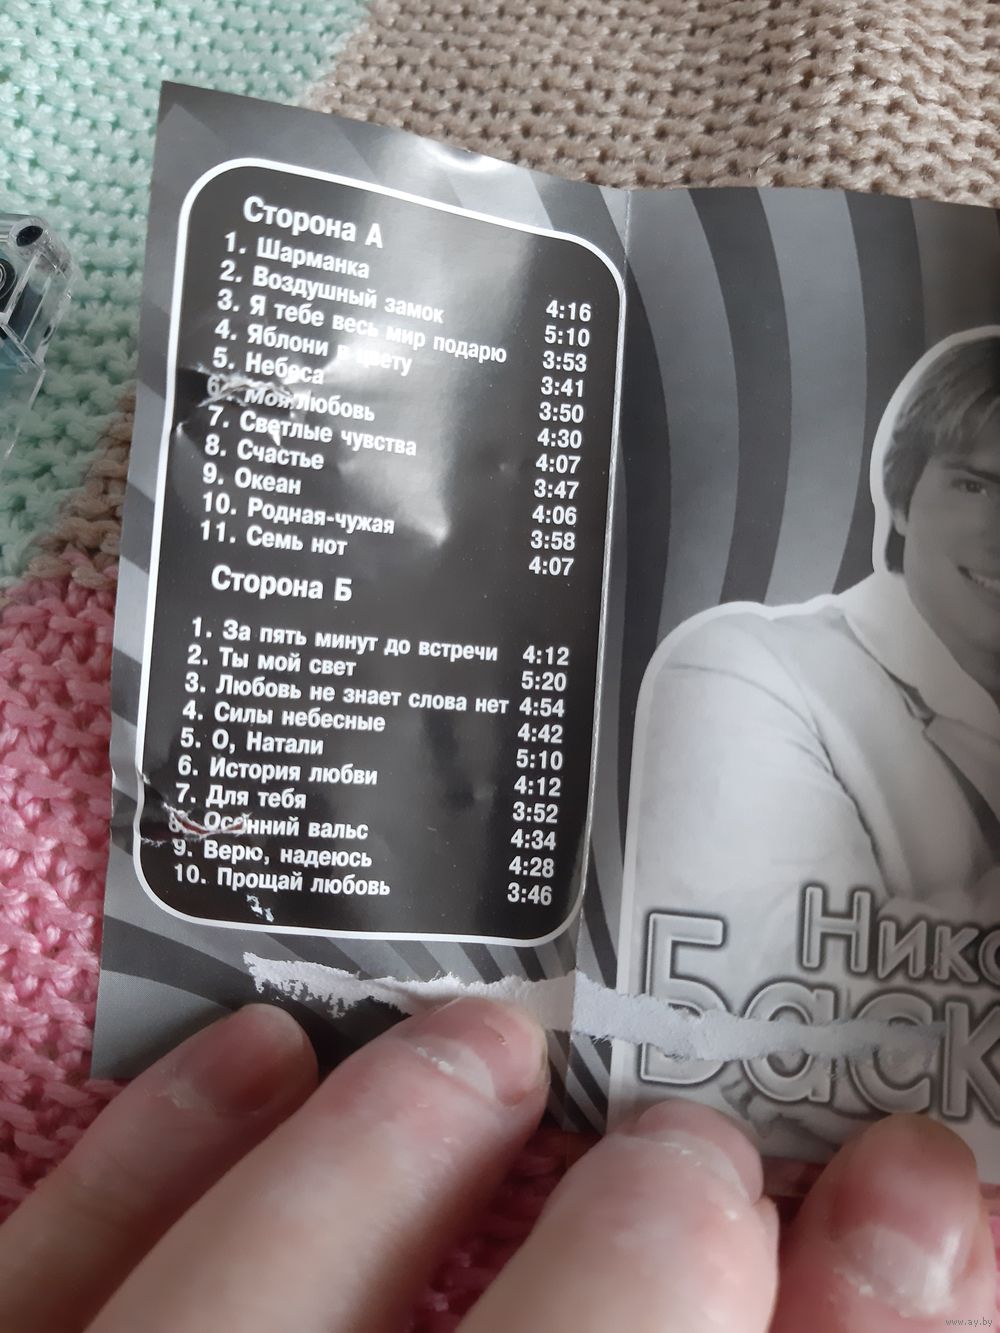 Сторона А
1. Шарманка 4:16
2. Воздушный замок 5:10
3. Я тебе весь мир подарю 3:53
4. Яблони в цвету 3:41
5. Небеса 3:50
6. Моя любовь 4:30
7. Светлые чувства 4:07
8. Счастье 3:47
9. Океан 4:06
10. Родная-чужая 3:58
11. Семь нот 4:07
Сторона Б
1. За пять минут до встречи 4:12
2. Ты мой свет 5:20
3. Любовь не знает слова нет 4:54
4. Силы небесные 4:42
5. О, Натали 5:10
6. История любви 4:12
7. Для тебя 3:52
8. Осенний вальс 4:34
9. Верю, надеюсь 4:28
10. Прощай любовь 3:46
Нико
Баск
www.ay.by